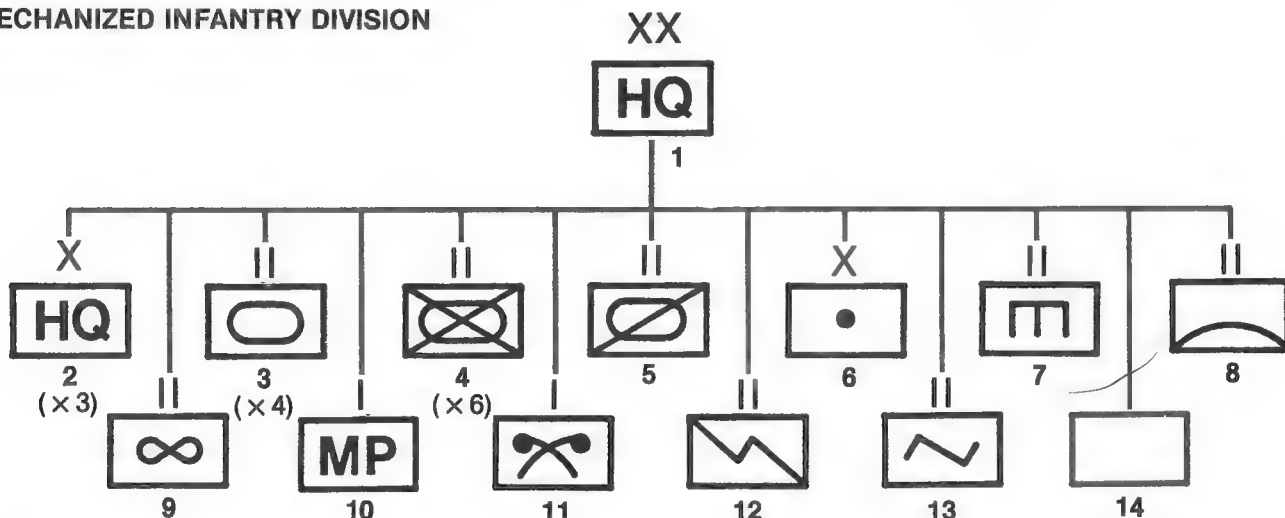 ECHANIZED INFANTRY DIVISION
XX
HQ
1
X
HQ
2
(×3)
II
3
(×4)
II
4
(×6)
II
5
X
6
II
7
II
8
II
9
I
MP
10
I
11
II
12
II
13
14